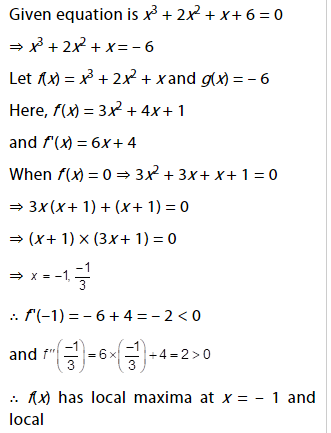 Given equation is x³ + 2x² + x + 6 = 0
⇒ x³ + 2x² + x = – 6
Let f(x) = x³ + 2x² + x and g(x) = – 6
Here, f'(x) = 3x² + 4x + 1
and f''(x) = 6x + 4
When f'(x) = 0 ⇒ 3x² + 3x + x + 1 = 0
⇒ 3x(x + 1) + (x + 1) = 0
⇒ (x + 1) × (3x + 1) = 0
⇒ x = –1, -1/3
∴ f''(–1) = – 6 + 4 = – 2 < 0
and f''(-1/3) = 6×(-1/3)+4 = 2 > 0
∴ f(x) has local maxima at x = – 1 and
local